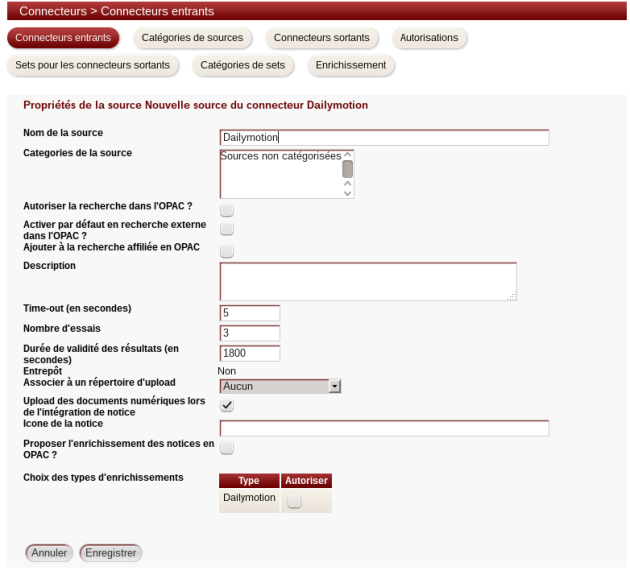 Connecteurs > Connecteurs entrants
Connecteurs entrants Catégories de sources Connecteurs sortants Autorisations
Sets pour les connecteurs sortants Catégories de sets Enrichissement
Propriétés de la source Nouvelle source du connecteur Dailymotion
Nom de la source Dailymotion
Categories de la source Sources non catégorisées
Autoriser la recherche dans l'OPAC ?
Activer par défaut en recherche externe
dans l'OPAC ?
Ajouter à la recherche affiliée en OPAC
Description
Time-out (en secondes) 5
Nombre d'essais 3
Durée de validité des résultats (en
secondes) 1800
Entrepôt Non
Associer à un répertoire d'upload Aucun
Upload des documents numériques lors
de l'intégration de notice
Icone de la notice
Proposer l'enrichissement des notices en
OPAC ?
Choix des types d'enrichissements Type Autoriser
Dailymotion
Annuler Enregistrer